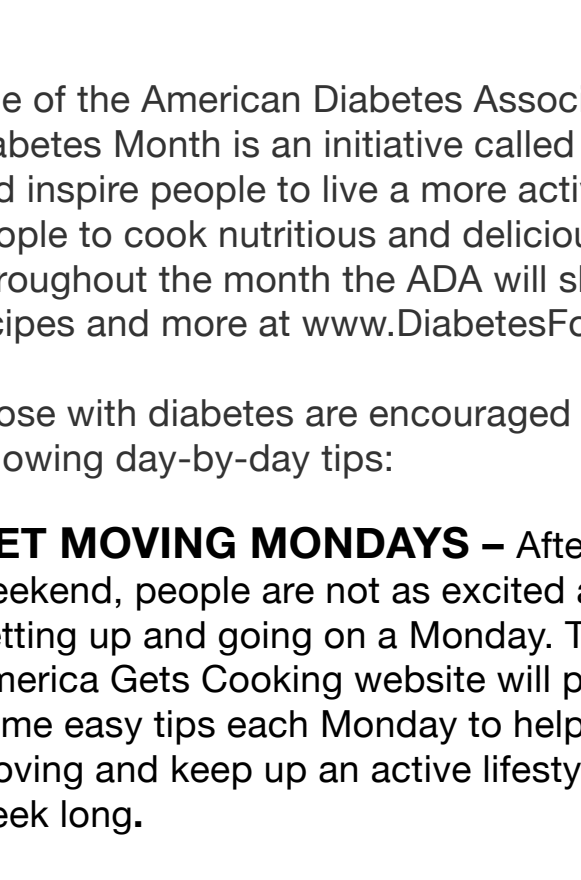 e of the American Diabetes Assoc
abetes Month is an initiative called
d inspire people to live a more acti
ople to cook nutritious and deliciou
roughout the month the ADA will sh
cipes and more at www.DiabetesFo
ose with diabetes are encouraged
lowing day-by-day tips:
ET MOVING MONDAYS – Afte
eekend, people are not as excited a
etting up and going on a Monday. T
merica Gets Cooking website will p
me easy tips each Monday to help
oving and keep up an active lifesty
eek long.